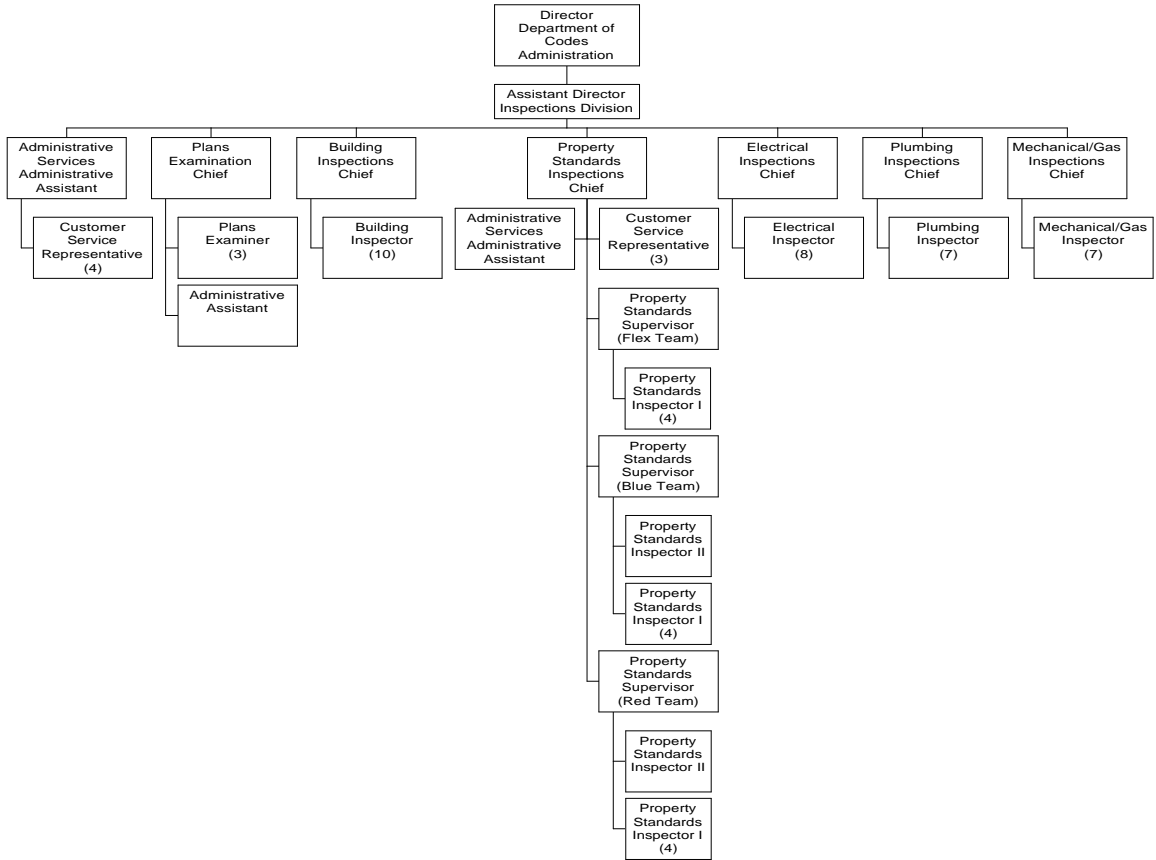 Director
Department of
Codes
Administration
Assistant Director
Inspections Division
Administrative
Services
Administrative
Assistant
Plans
Examination
Chief
Building
Inspections
Chief
Property
Standards
Inspections
Chief
Electrical
Inspections
Chief
Plumbing
Inspections
Chief
Mechanical/Gas
Inspections
Chief
Customer
Service
Representative
(4)
Plans
Examiner
(3)
Administrative
Assistant
Building
Inspector
(10)
Administrative
Services
Administrative
Assistant
Customer
Service
Representative
(3)
Electrical
Inspector
(8)
Plumbing
Inspector
(7)
Mechanical/Gas
Inspector
(7)
Property
Standards
Supervisor
(Flex Team)
Property
Standards
Inspector I
(4)
Property
Standards
Supervisor
(Blue Team)
Property
Standards
Inspector II
Property
Standards
Inspector I
(4)
Property
Standards
Supervisor
(Red Team)
Property
Standards
Inspector II
Property
Standards
Inspector I
(4)